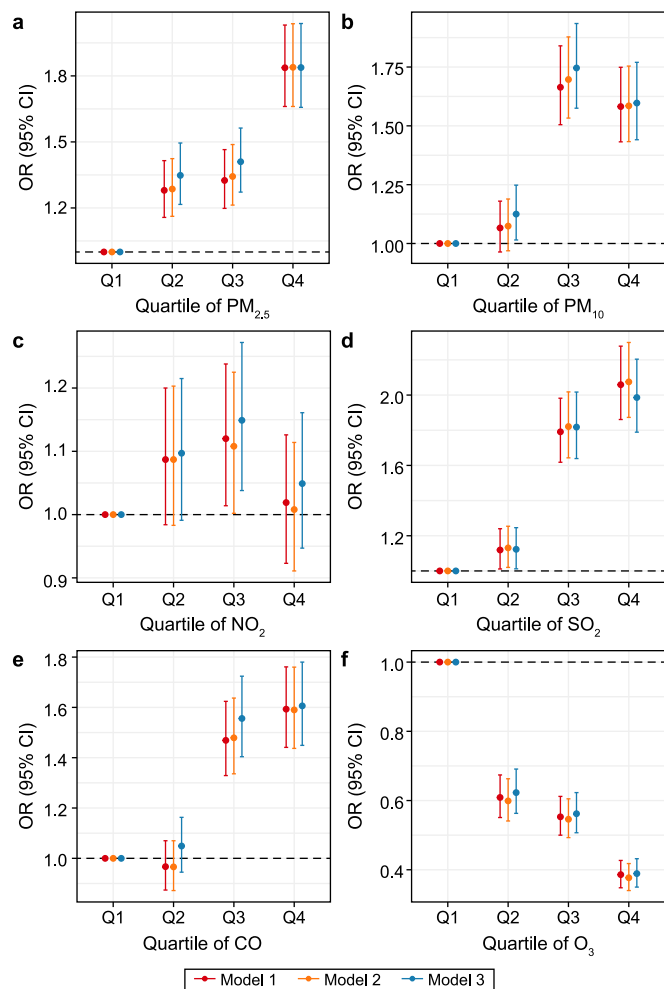 a
OR (95% CI)
1.8
1.5
1.2
Q1 Q2 Q3 Q4
Quartile of PM2.5
b
OR (95% CI)
1.75
1.50
1.25
1.00
Q1 Q2 Q3 Q4
Quartile of PM10
c
OR (95% CI)
1.2
1.1
1.0
0.9
Q1 Q2 Q3 Q4
Quartile of NO2
d
OR (95% CI)
2.0
1.6
1.2
Q1 Q2 Q3 Q4
Quartile of SO2
e
OR (95% CI)
1.8
1.6
1.4
1.2
1.0
Q1 Q2 Q3 Q4
Quartile of CO
f
OR (95% CI)
1.0
0.8
0.6
0.4
Q1 Q2 Q3 Q4
Quartile of O3
Model 1 Model 2 Model 3